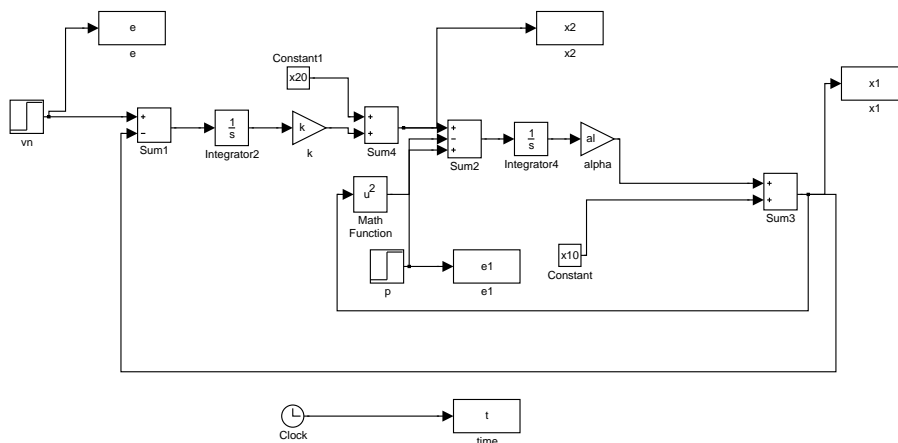 e
e
x2
x2
x1
x1
Constant1
x20
vn
+
−
Sum1
1
s
Integrator2
k
k
+
+
Sum4
+
−
+
Sum2
1
s
Integrator4
al
alpha
u2
Math
Function
+
+
Sum3
x10
Constant
p
e1
e1
Clock
t
time